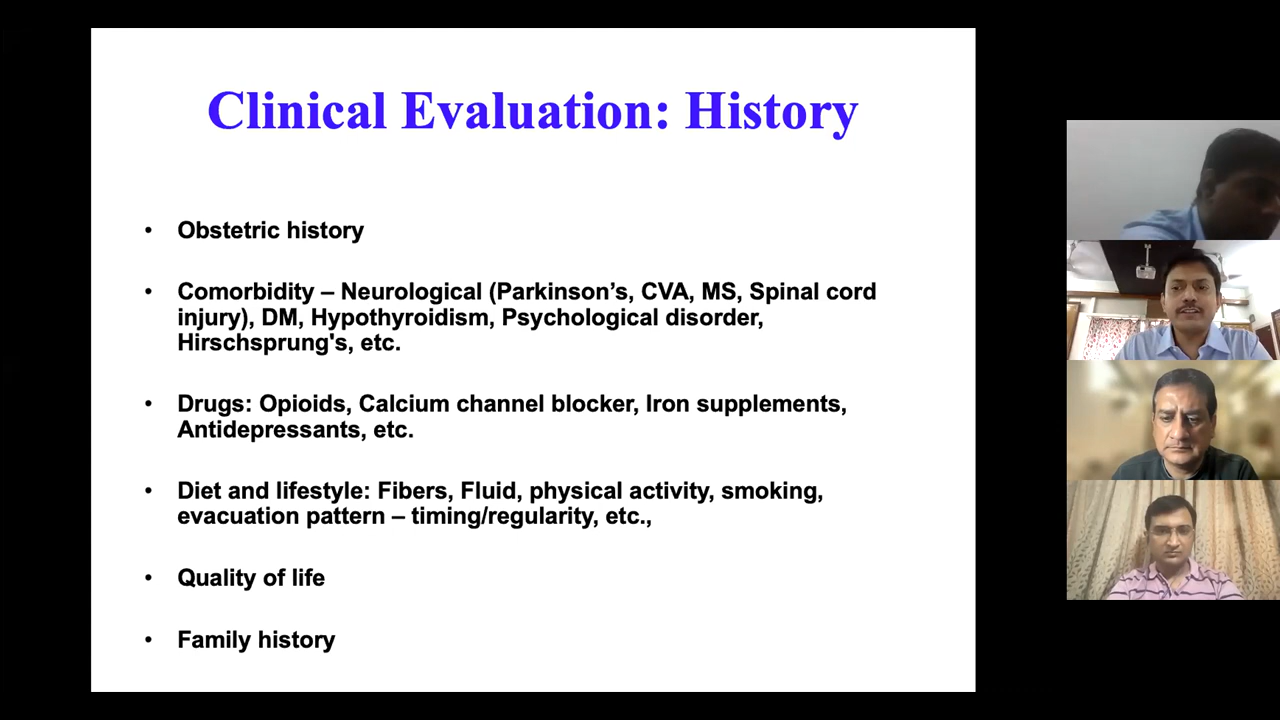 Clinical Evaluation: History
• Obstetric history
• Comorbidity – Neurological (Parkinson’s, CVA, MS, Spinal cord
injury), DM, Hypothyroidism, Psychological disorder,
Hirschsprung's, etc.
• Drugs: Opioids, Calcium channel blocker, Iron supplements,
Antidepressants, etc.
• Diet and lifestyle: Fibers, Fluid, physical activity, smoking,
evacuation pattern – timing/regularity, etc.,
• Quality of life
• Family history